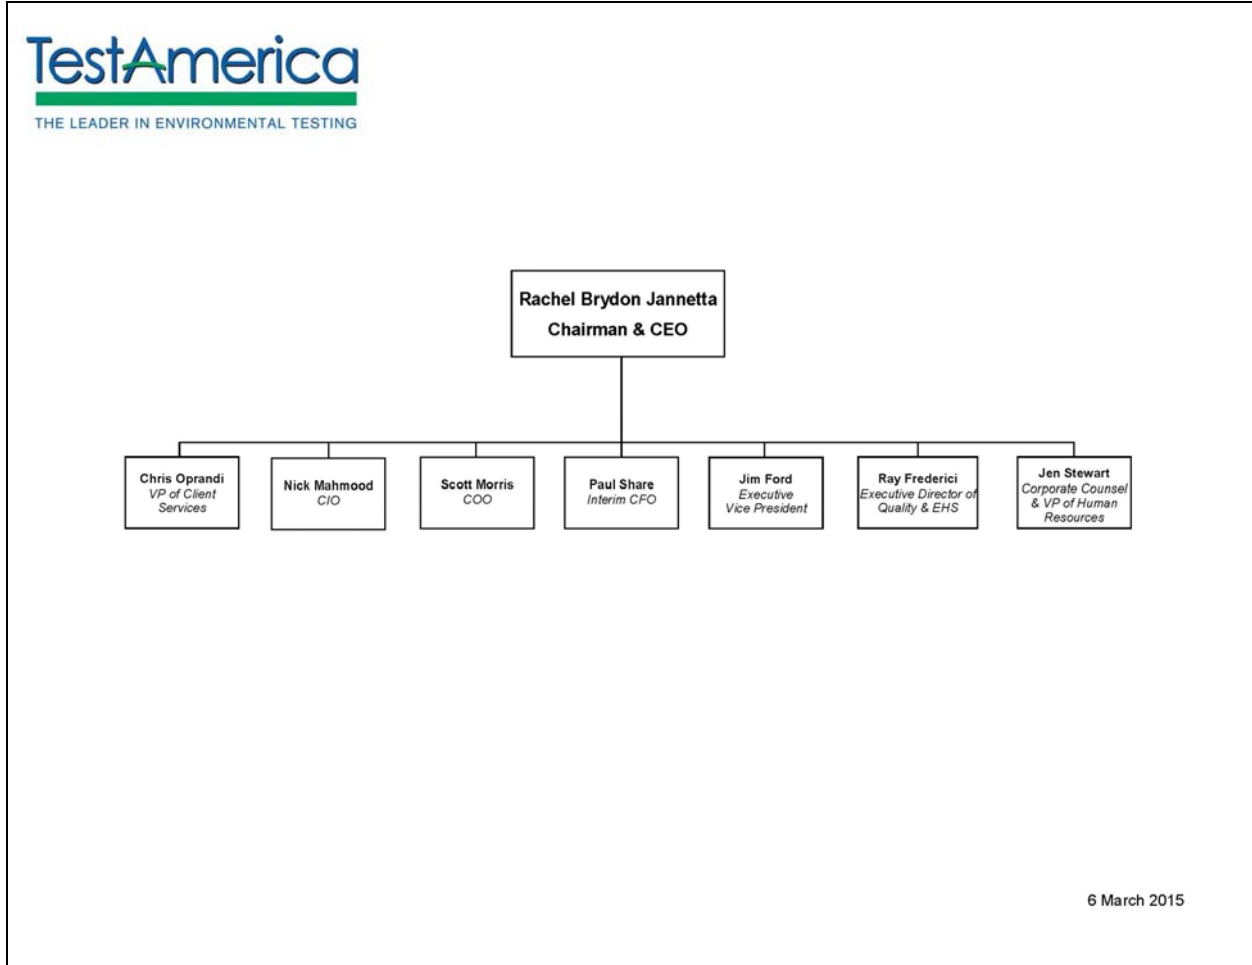 TestAmerica
THE LEADER IN ENVIRONMENTAL TESTING
Rachel Brydon Jannetta
Chairman & CEO
Chris Oprandi
VP of Client
Services
Nick Mahmood
CIO
Scott Morris
COO
Paul Share
Interim CFO
Jim Ford
Executive
Vice President
Ray Frederici
Executive Director of
Quality & EHS
Jen Stewart
Corporate Counsel
& VP of Human
Resources
6 March 2015